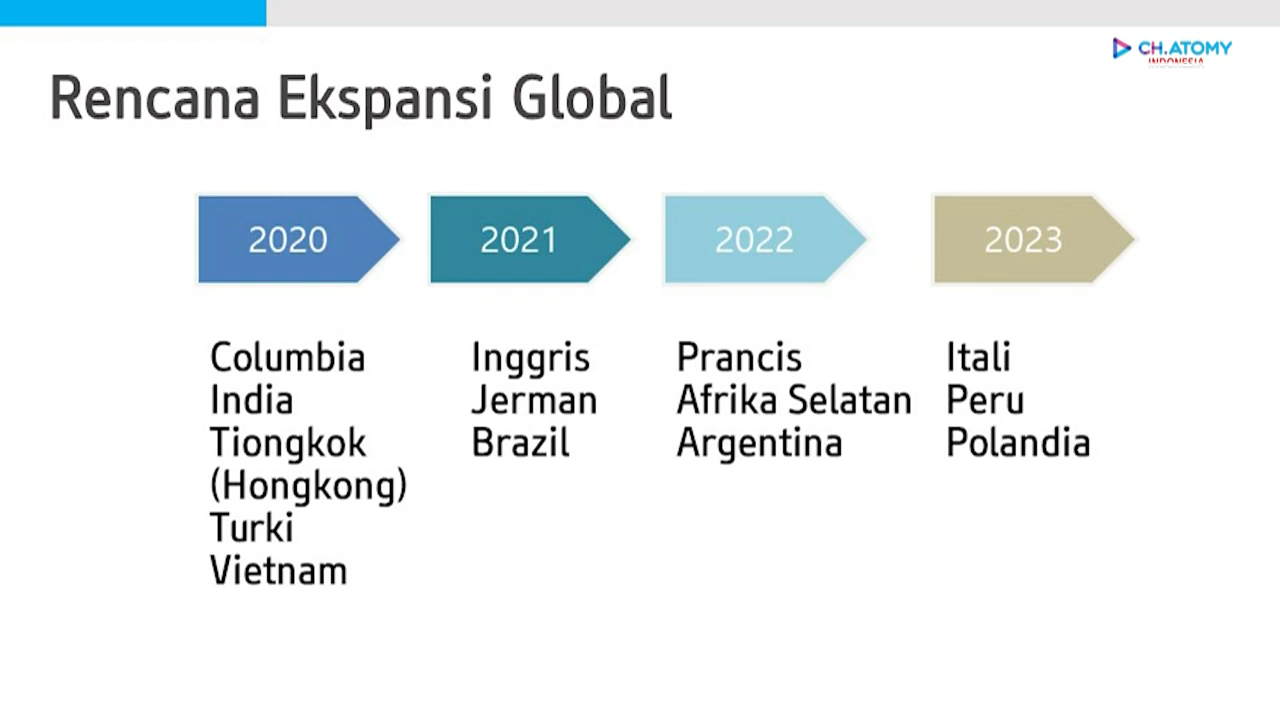 CH.ATOMY
INDONESIA
Rencana Ekspansi Global
2020
2021
2022
2023
Columbia
India
Tiongkok
(Hongkong)
Turki
Vietnam
Inggris
Jerman
Brazil
Prancis
Afrika Selatan
Argentina
Itali
Peru
Polandia